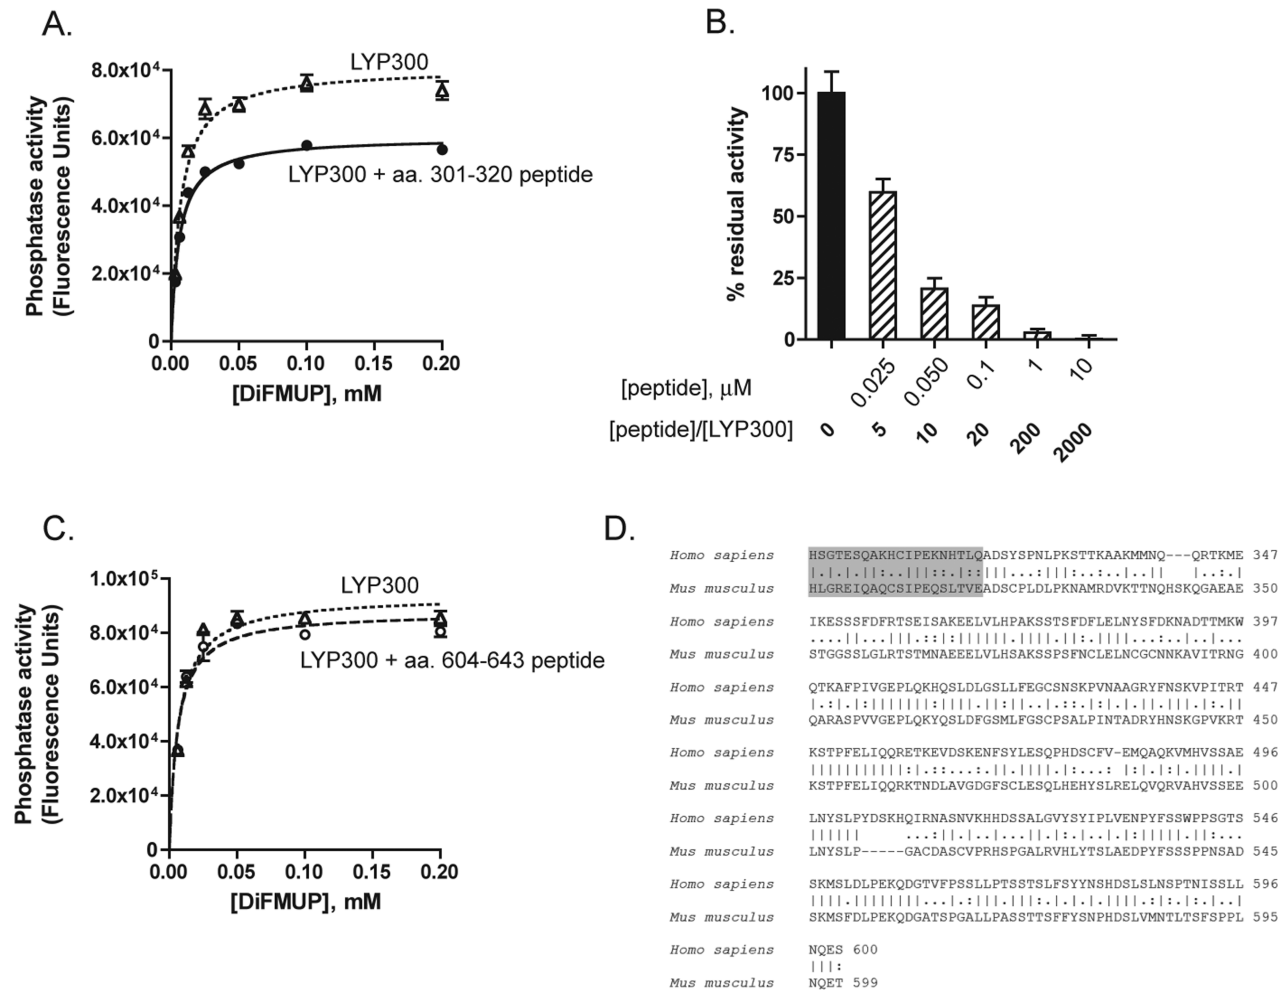 A.
LYP300
LYP300 + aa. 301-320 peptide
Phosphatase activity
(Fluorescence Units)
8.0x10⁴
6.0x10⁴
4.0x10⁴
2.0x10⁴
0
0.00 0.05 0.10 0.15 0.20
[DiFMUP], mM
B.
% residual activity
100
75
50
25
0
[peptide], μM 0.025 0.050 0.1 1 10
[peptide]/[LYP300] 0 5 10 20 200 2000
C.
LYP300
LYP300 + aa. 604-643 peptide
Phosphatase activity
(Fluorescence Units)
1.0x10⁵
8.0x10⁴
6.0x10⁴
4.0x10⁴
2.0x10⁴
0
0.00 0.05 0.10 0.15 0.20
[DiFMUP], mM
D.
Homo sapiens HSGTESQAKHCIPEKNHTLQADSYSPNLPKSTTKAAKMMNQ---QRTKME 347
Mus musculus HLGREIQAQCSIPEQSLTVEADSCPLDLPKNAMRDVKTTNQHSKQGAEAE 350
Homo sapiens IKESSSFDFRTSEISAKEELVLHPAKSSTSFDFLELNYSFDKNADTTMKW 397
Mus musculus STGGSSLGLRTSTMNAEEELVLHSAKSSPSFNCLELNCGCNNKAVITRNG 400
Homo sapiens QTKAFPIVGEPLQKHQSLDLGSLLFEGCSNSKPVNAAGRYFNSKVPITRT 447
Mus musculus QARASPVVGEPLQKYQSLDFGSMLFGSCPSALPINTADRYHNSKGPVKRT 450
Homo sapiens KSTPFELIQQRETKEVDSKENFSYLESQPHDSCFV-EMQAQKVMHVSSAE 496
Mus musculus KSTPFELIQQRKTNDLAVGDGFSCLESQLHEHYSLRELQVQRVAHVSSEE 500
Homo sapiens LNYSLPYDSKHQIRNASNVKHHDSSALGVYSYIPLVENPYFSSWPPSGTS 546
Mus musculus LNYSLP-----GACDASCVPRHSPGALRVHLYTSLAEDPYFSSSPPNSAD 545
Homo sapiens SKMSLDLPEKQDGTVFPSSLLPTSSTSLFSYYNSHDSLSLNSPTNISSLL 596
Mus musculus SKMSFDLPEKQDGATSPGALLPASSTTSFFYSNPHDSLVMNTLTSFSPPL 595
Homo sapiens NQES 600
Mus musculus NQET 599